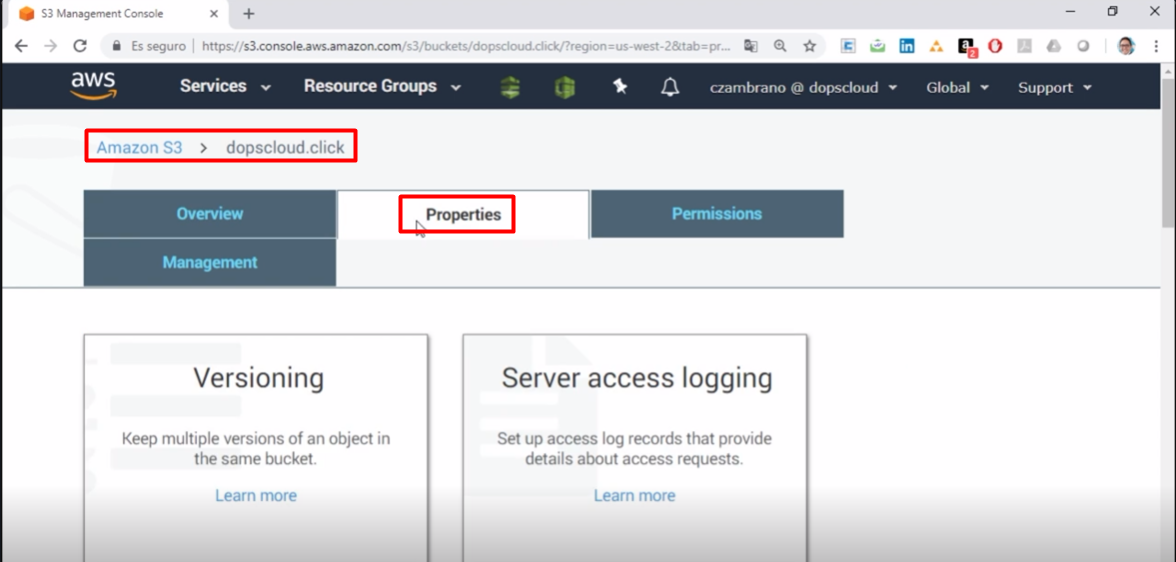 S3 Management Console
Es seguro | https://s3.console.aws.amazon.com/s3/buckets/dopscloud.click/?region=us-west-2&tab=pr...
2
aws Services Resource Groups czambrano @ dopscloud Global Support
Amazon S3 > dopscloud.click
Overview Properties Permissions
Management
Versioning
Keep multiple versions of an object in
the same bucket.
Learn more
Server access logging
Set up access log records that provide
details about access requests.
Learn more